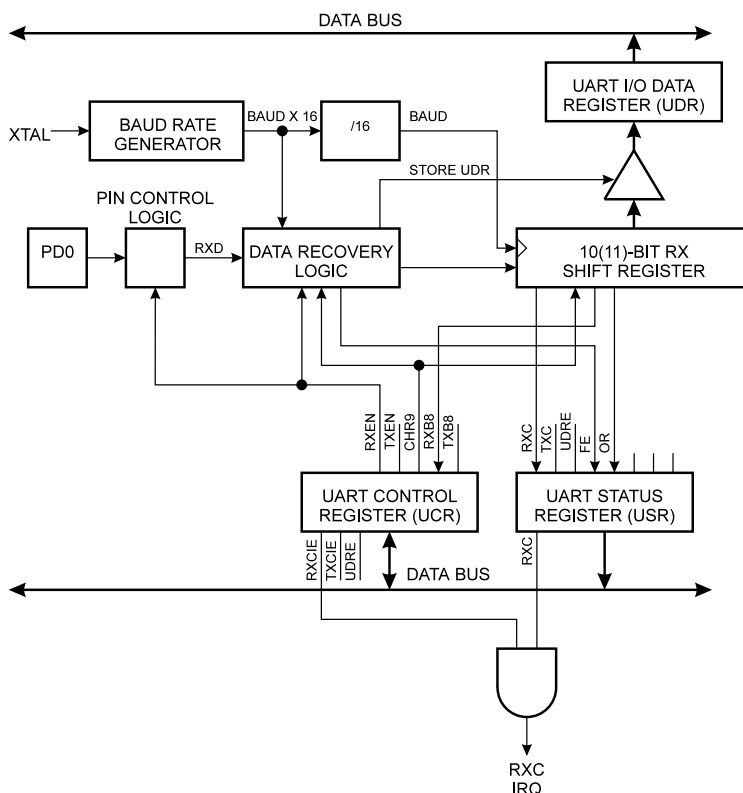 DATA BUS
UART I/O DATA
REGISTER (UDR)
XTAL
BAUD RATE
GENERATOR
BAUD X 16
/16
BAUD
STORE UDR
PIN CONTROL
LOGIC
PD0
RXD
DATA RECOVERY
LOGIC
10(11)-BIT RX
SHIFT REGISTER
RXEN
TXEN
CHR9
RXB8
TXB8
RXC
TXC
UDRE
FE
OR
UART CONTROL
REGISTER (UCR)
UART STATUS
REGISTER (USR)
RXCIE
TXCIE
UDRE
RXC
DATA BUS
RXC
IRQ